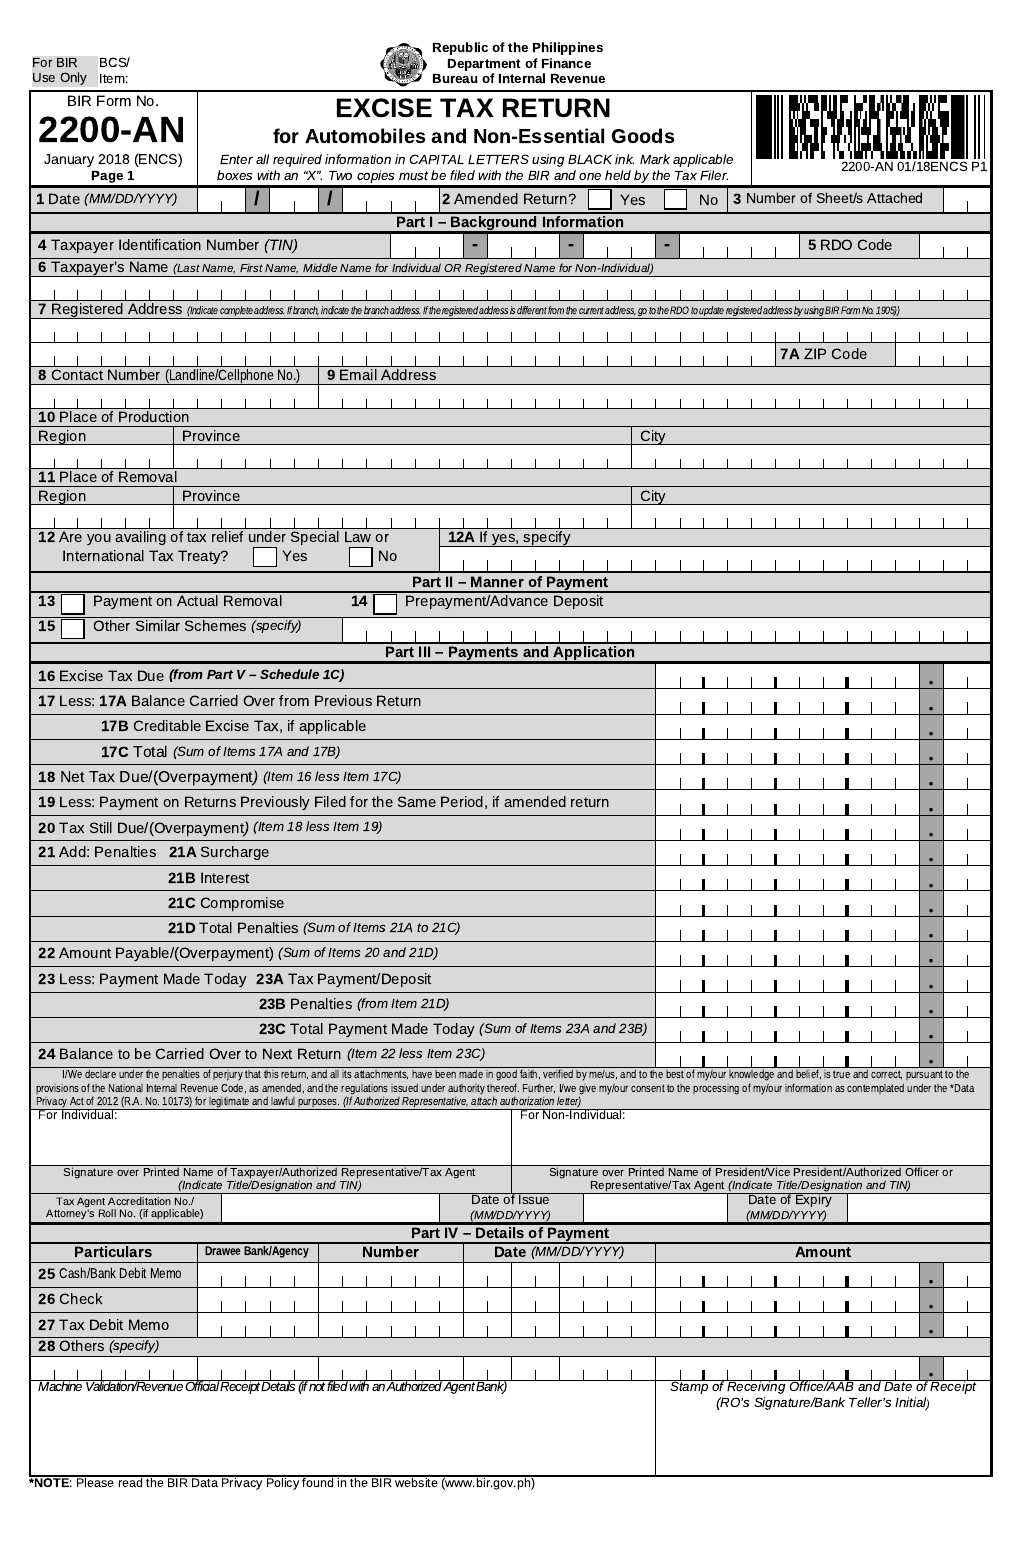 Republic of the Philippines
For BIR BCS/ Department of Finance
Use Only Item: Bureau of Internal Revenue
BIR Form No.
2200-AN
January 2018 (ENCS)
Page 1
EXCISE TAX RETURN
for Automobiles and Non-Essential Goods
Enter all required information in CAPITAL LETTERS using BLACK ink. Mark applicable
boxes with an “X”. Two copies must be filed with the BIR and one held by the Tax Filer.
2200-AN 01/18ENCS P1
1 Date (MM/DD/YYYY) / / 2 Amended Return? Yes No 3 Number of Sheet/s Attached
Part I – Background Information
4 Taxpayer Identification Number (TIN) - - - 5 RDO Code
6 Taxpayer's Name (Last Name, First Name, Middle Name for Individual OR Registered Name for Non-Individual)
7 Registered Address (Indicate complete address. If branch, indicate the branch address. If the registered address is different from the current address, go to the RDO to update registered address by using BIR Form No. 1905))
7A ZIP Code
8 Contact Number (Landline/Cellphone No.) 9 Email Address
10 Place of Production
Region Province City
11 Place of Removal
Region Province City
12 Are you availing of tax relief under Special Law or 12A If yes, specify
International Tax Treaty? Yes No
Part II – Manner of Payment
13 Payment on Actual Removal 14 Prepayment/Advance Deposit
15 Other Similar Schemes (specify)
Part III – Payments and Application
16 Excise Tax Due (from Part V – Schedule 1C) .
17 Less: 17A Balance Carried Over from Previous Return .
17B Creditable Excise Tax, if applicable .
17C Total (Sum of Items 17A and 17B) .
18 Net Tax Due/(Overpayment) (Item 16 less Item 17C) .
19 Less: Payment on Returns Previously Filed for the Same Period, if amended return .
20 Tax Still Due/(Overpayment) (Item 18 less Item 19) .
21 Add: Penalties 21A Surcharge .
21B Interest .
21C Compromise .
21D Total Penalties (Sum of Items 21A to 21C) .
22 Amount Payable/(Overpayment) (Sum of Items 20 and 21D) .
23 Less: Payment Made Today 23A Tax Payment/Deposit .
23B Penalties (from Item 21D) .
23C Total Payment Made Today (Sum of Items 23A and 23B) .
24 Balance to be Carried Over to Next Return (Item 22 less Item 23C) .
I/We declare under the penalties of perjury that this return, and all its attachments, have been made in good faith, verified by me/us, and to the best of my/our knowledge and belief, is true and correct, pursuant to the
provisions of the National Internal Revenue Code, as amended, and the regulations issued under authority thereof. Further, I/we give my/our consent to the processing of my/our information as contemplated under the *Data
Privacy Act of 2012 (R.A. No. 10173) for legitimate and lawful purposes. (If Authorized Representative, attach authorization letter)
For Individual: For Non-Individual:
Signature over Printed Name of Taxpayer/Authorized Representative/Tax Agent
(Indicate Title/Designation and TIN)
Signature over Printed Name of President/Vice President/Authorized Officer or
Representative/Tax Agent (Indicate Title/Designation and TIN)
Tax Agent Accreditation No./
Attorney's Roll No. (if applicable)
Date of Issue
(MM/DD/YYYY)
Date of Expiry
(MM/DD/YYYY)
Part IV – Details of Payment
Particulars Drawee Bank/Agency Number Date (MM/DD/YYYY) Amount
25 Cash/Bank Debit Memo .
26 Check .
27 Tax Debit Memo .
28 Others (specify)
.
Machine Validation/Revenue Official Receipt Details (if not filed with an Authorized Agent Bank)
Stamp of Receiving Office/AAB and Date of Receipt
(RO's Signature/Bank Teller's Initial)
*NOTE: Please read the BIR Data Privacy Policy found in the BIR website (www.bir.gov.ph)